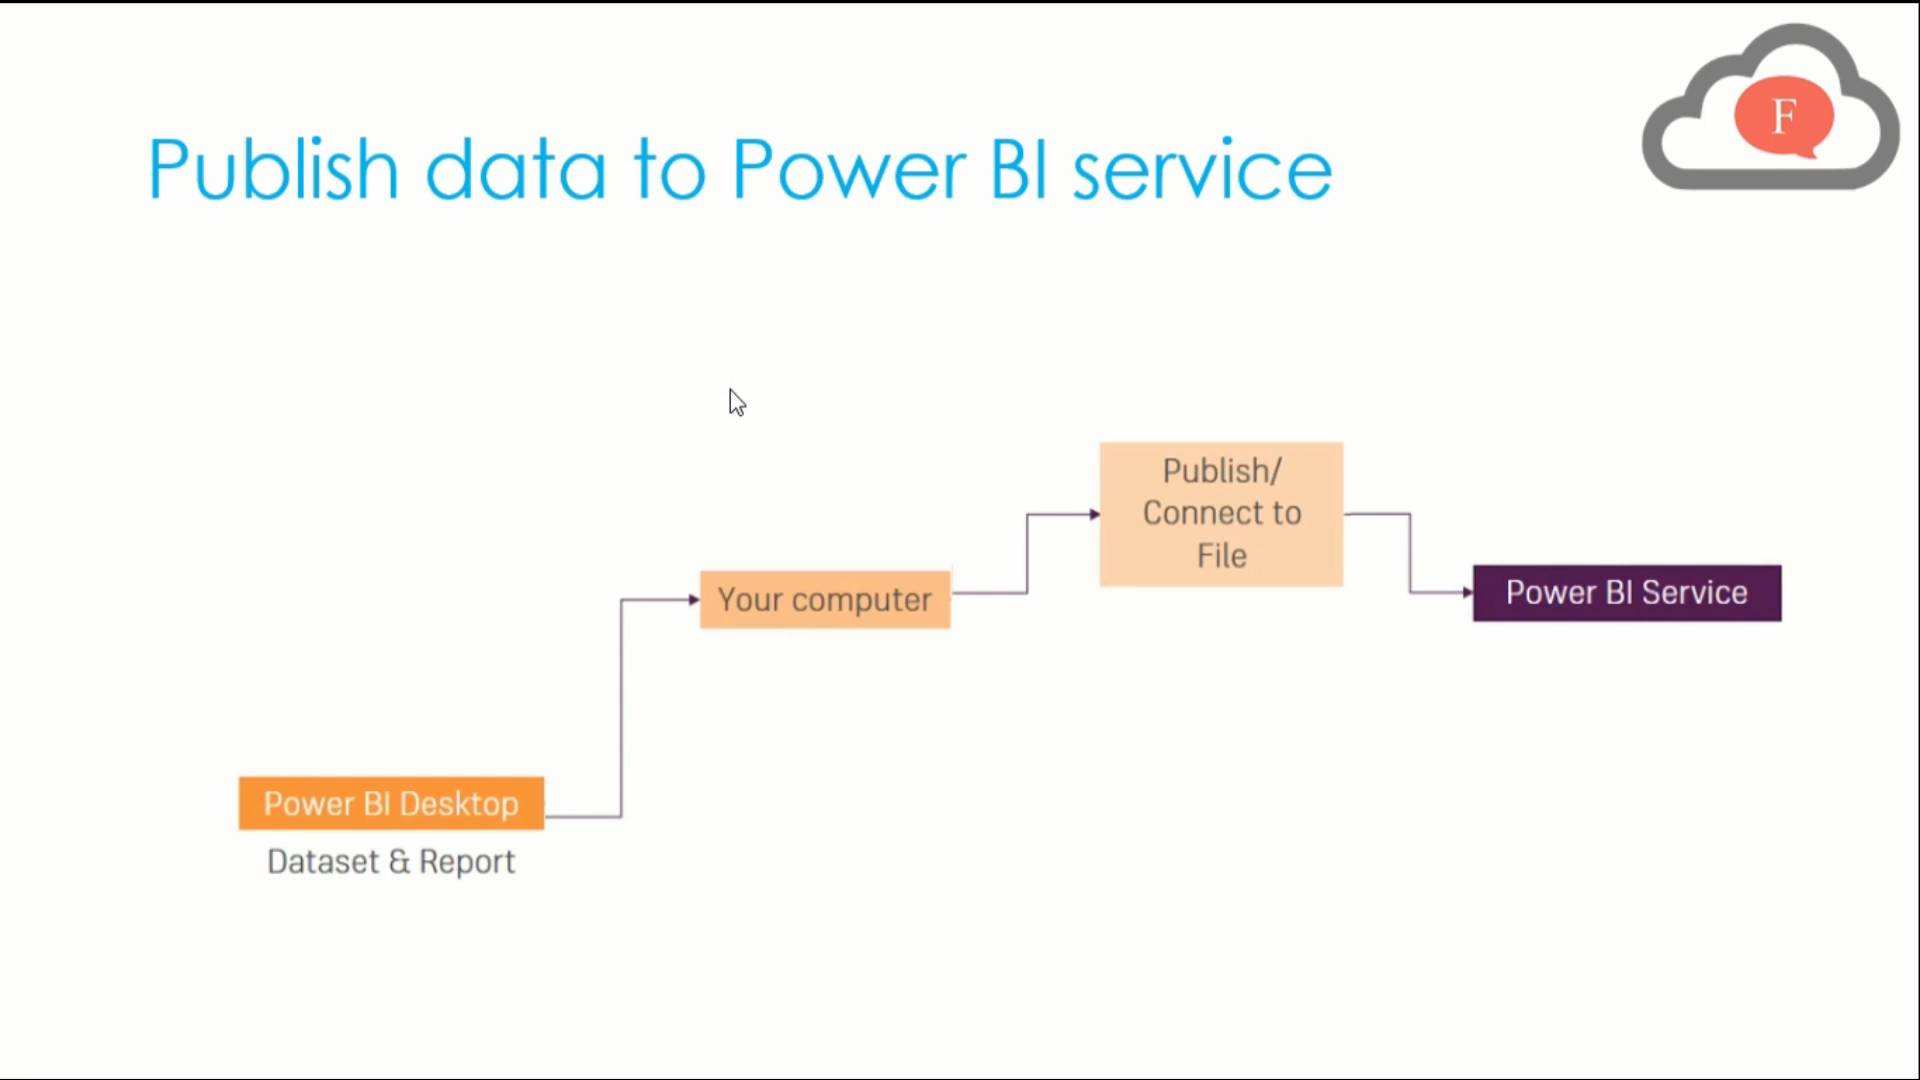 F
Publish data to Power BI service
Publish/
Connect to
File
Your computer
Power BI Service
Power BI Desktop
Dataset & Report